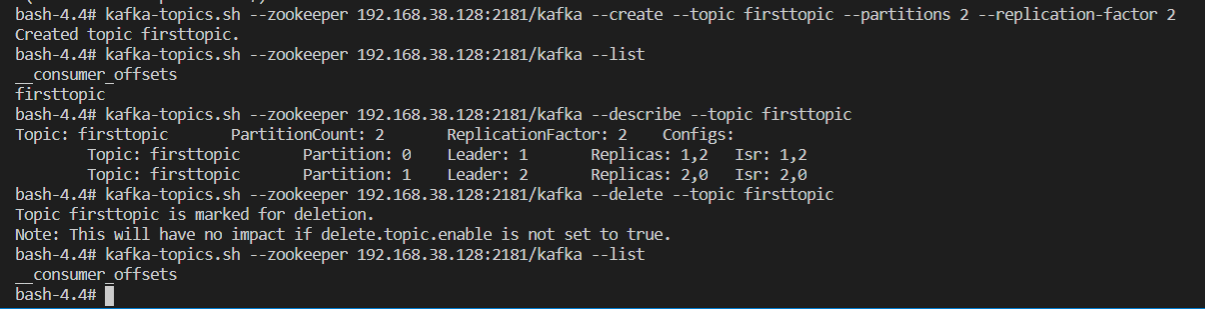 bash-4.4# kafka-topics.sh --zookeeper 192.168.38.128:2181/kafka --create --topic firsttopic --partitions 2 --replication-factor 2
Created topic firsttopic.
bash-4.4# kafka-topics.sh --zookeeper 192.168.38.128:2181/kafka --list
__consumer_offsets
firsttopic
bash-4.4# kafka-topics.sh --zookeeper 192.168.38.128:2181/kafka --describe --topic firsttopic
Topic: firsttopic PartitionCount: 2 ReplicationFactor: 2 Configs:
Topic: firsttopic Partition: 0 Leader: 1 Replicas: 1,2 Isr: 1,2
Topic: firsttopic Partition: 1 Leader: 2 Replicas: 2,0 Isr: 2,0
bash-4.4# kafka-topics.sh --zookeeper 192.168.38.128:2181/kafka --delete --topic firsttopic
Topic firsttopic is marked for deletion.
Note: This will have no impact if delete.topic.enable is not set to true.
bash-4.4# kafka-topics.sh --zookeeper 192.168.38.128:2181/kafka --list
__consumer_offsets
bash-4.4#